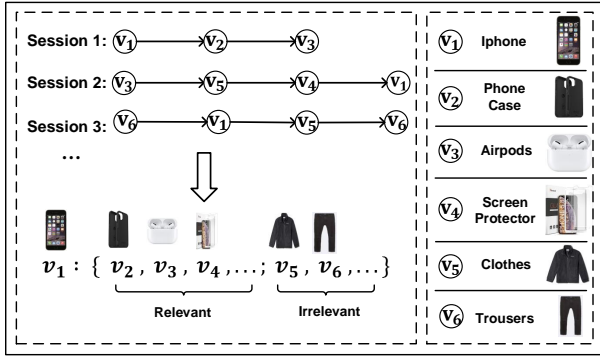 Session 1: v₁ v₂ v₃
Session 2: v₃ v₅ v₄ v₁
Session 3: v₆ v₁ v₅ v₆
...
v₁ : { v₂ , v₃ , v₄ ,...; v₅ , v₆ ,...}
Relevant Irrelevant
v₁ Iphone
v₂ Phone
Case
v₃ Airpods
v₄ Screen
Protector
v₅ Clothes
v₆ Trousers